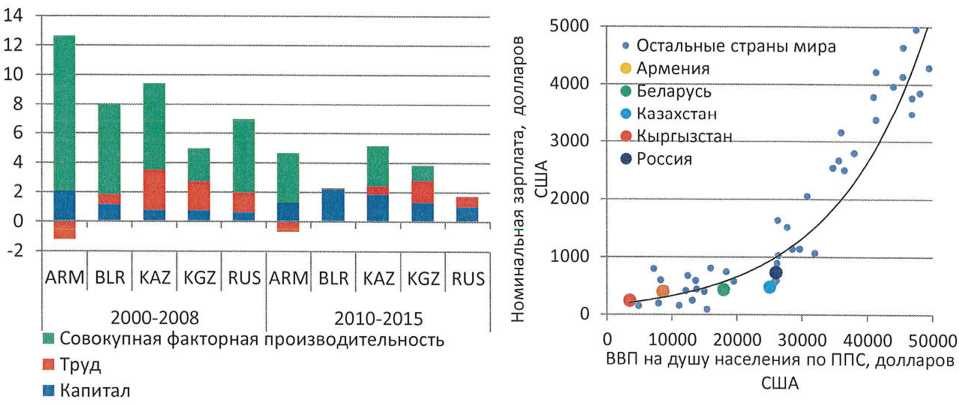 14
12
10
8
6
4
2
0
-2
ARM BLR KAZ KGZ RUS ARM BLR KAZ KGZ RUS
2000-2008 2010-2015
Совокупная факторная производительность
Труд
Капитал
Номинальная зарплата, долларов
США
5000
4000
3000
2000
1000
0
Остальные страны мира
Армения
Беларусь
Казахстан
Кыргызстан
Россия
0 10000 20000 30000 40000 50000
ВВП на душу населения по ППС, долларов
США